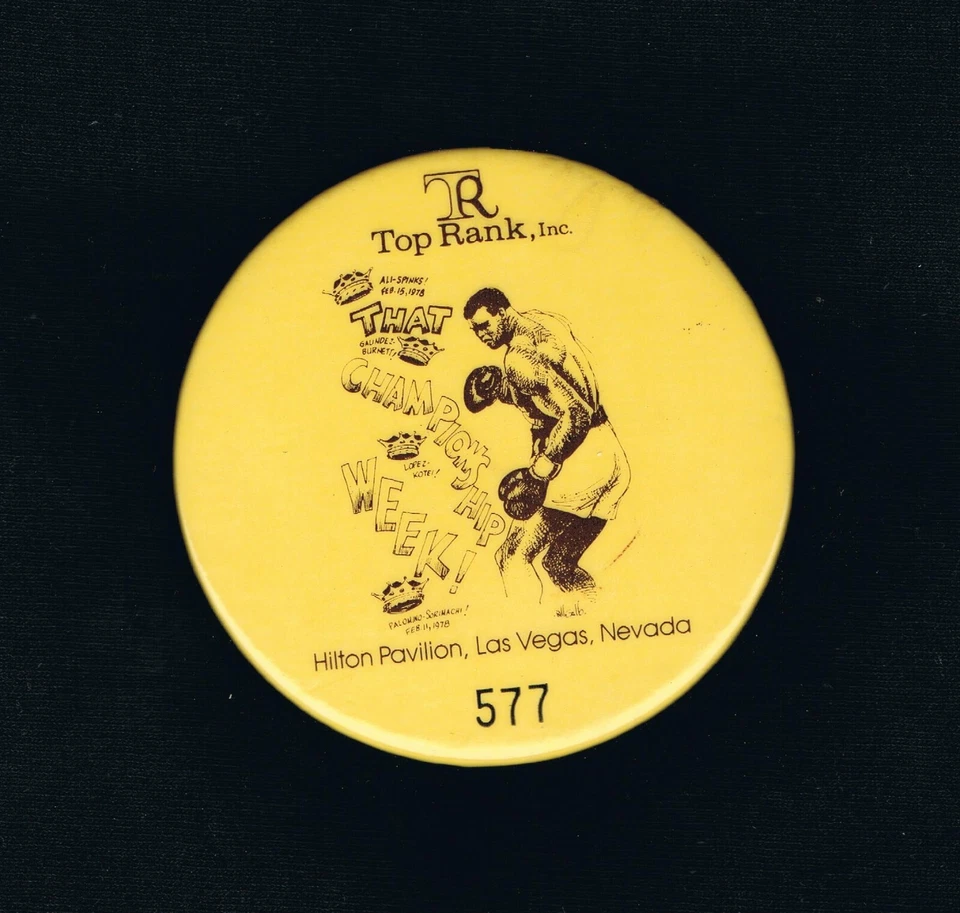 TR
Top Rank, Inc.
ALI-SPINKS!
FEB. 15, 1978
THAT
GALINDEZ-
BURNETT!
CHAMPIONSHIP
LOPEZ-
KOTEI!
WEEK!
PALOMINO-SORIMACHI!
FEB. 11, 1978
Hilton Pavilion, Las Vegas, Nevada
577